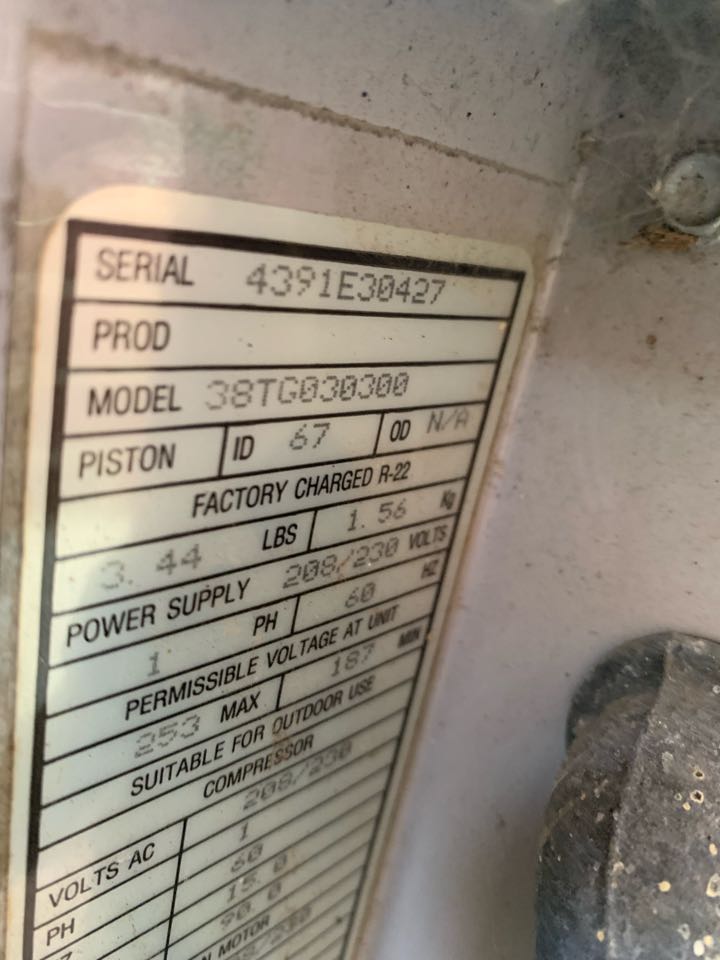 SERIAL 4391E30427
PROD
MODEL 38TG030300
PISTON ID 67 OD N/A
FACTORY CHARGED R-22
3.44 LBS 1.56 Kg
POWER SUPPLY 208/230 VOLTS
1 PH 60 HZ
PERMISSIBLE VOLTAGE AT UNIT
253 MAX 187 MIN
SUITABLE FOR OUTDOOR USE
COMPRESSOR
VOLTS AC 208/230
PH 1
60
15.0
90.0
MOTOR